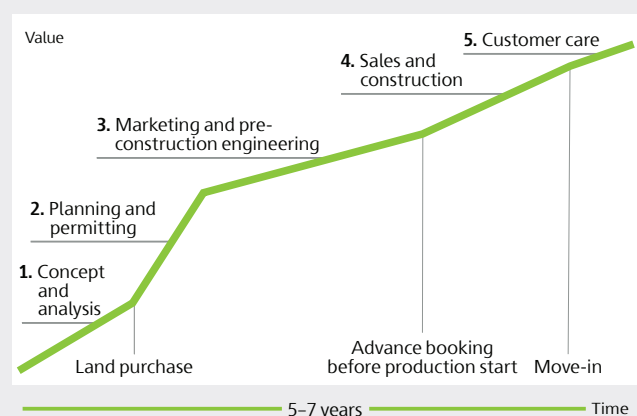 Value
5. Customer care
4. Sales and
construction
3. Marketing and pre-
construction engineering
2. Planning and
permitting
1. Concept
and
analysis
Land purchase
Advance booking
before production start
Move-in
5–7 years
Time